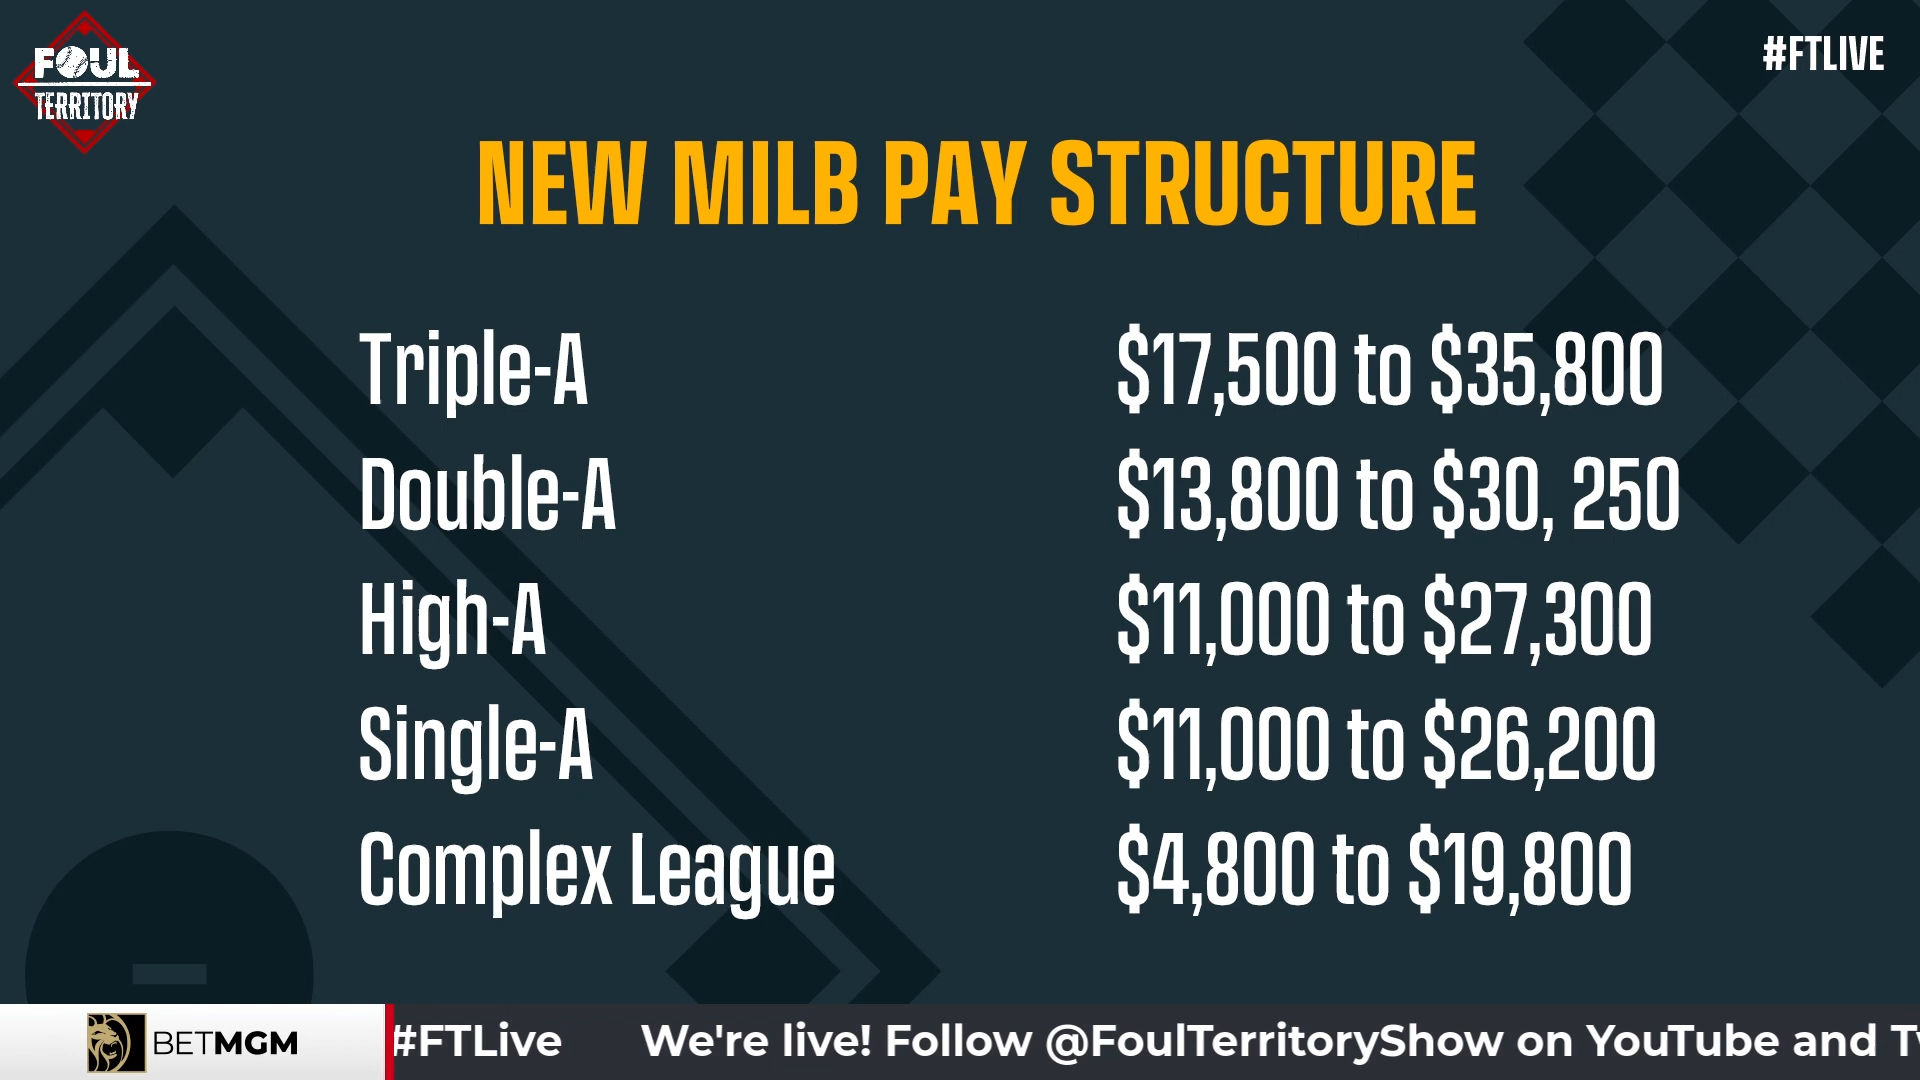 FOUL
TERRITORY
#FTLIVE
NEW MILB PAY STRUCTURE
Triple-A $17,500 to $35,800
Double-A $13,800 to $30, 250
High-A $11,000 to $27,300
Single-A $11,000 to $26,200
Complex League $4,800 to $19,800
BETMGM #FTLive We're live! Follow @FoulTerritoryShow on YouTube and